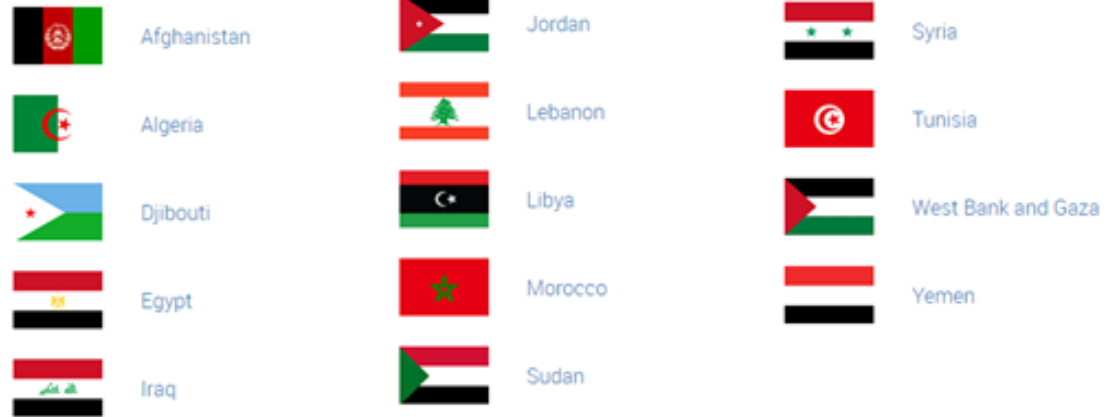 Afghanistan
Algeria
Djibouti
Egypt
Iraq
Jordan
Lebanon
Libya
Morocco
Sudan
Syria
Tunisia
West Bank and Gaza
Yemen